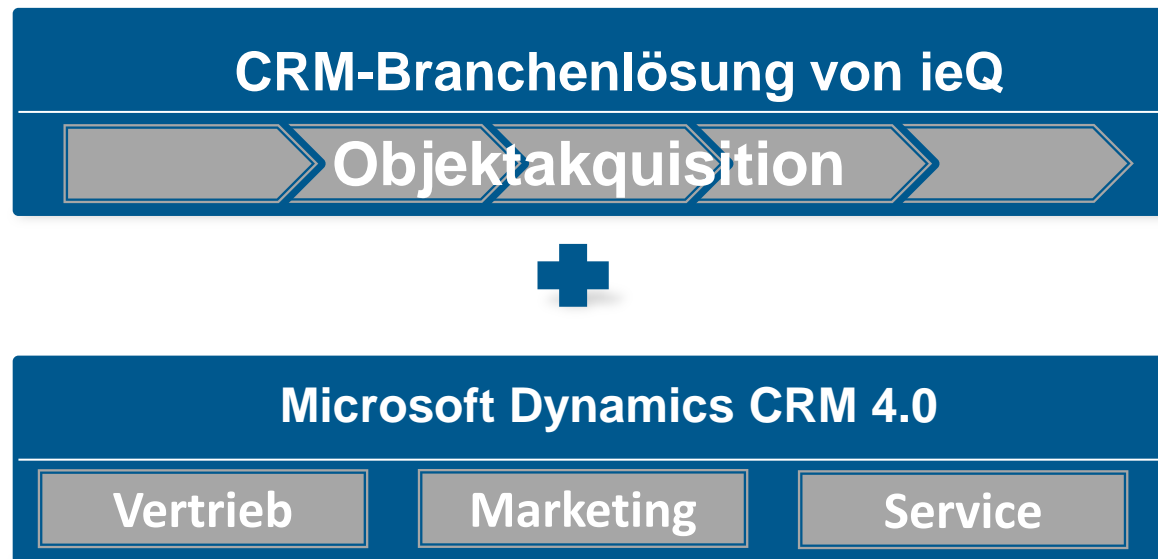 CRM-Branchenlösung von ieQ
Objektakquisition
Microsoft Dynamics CRM 4.0
Vertrieb Marketing Service